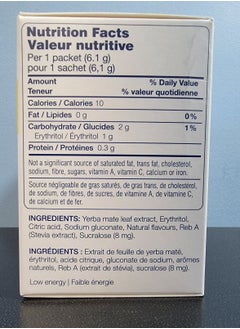 Nutrition Facts
Valeur nutritive
Per 1 packet (6.1 g)
pour 1 sachet (6,1 g)
Amount % Daily Value
Teneur % valeur quotidienne
Calories / Calories 10
Fat / Lipides 0 g 0%
Carbohydrate / Glucides 2 g 1%
Erythritol / Érythritol 1 g
Protein / Protéines 0.3 g
Not a significant source of saturated fat, trans fat, cholesterol,
sodium, fibre, sugars, vitamin A, vitamin C, calcium or iron.
Source négligeable de gras saturés, de gras trans, de cholestérol,
de sodium, de fibres, de sucres, de vitamine A, de vitamine C,
de calcium et de fer.
INGREDIENTS: Yerba mate leaf extract, Erythritol,
Citric acid, Sodium gluconate, Natural flavours, Reb A
(Stevia extract), Sucralose (8 mg).
INGRÉDIENTS : Extrait de feuille de yerba maté,
érythritol, acide citrique, gluconate de sodium, arômes
naturels, Reb A (extrait de stévia), sucralose (8 mg).
Low energy | Faible énergie